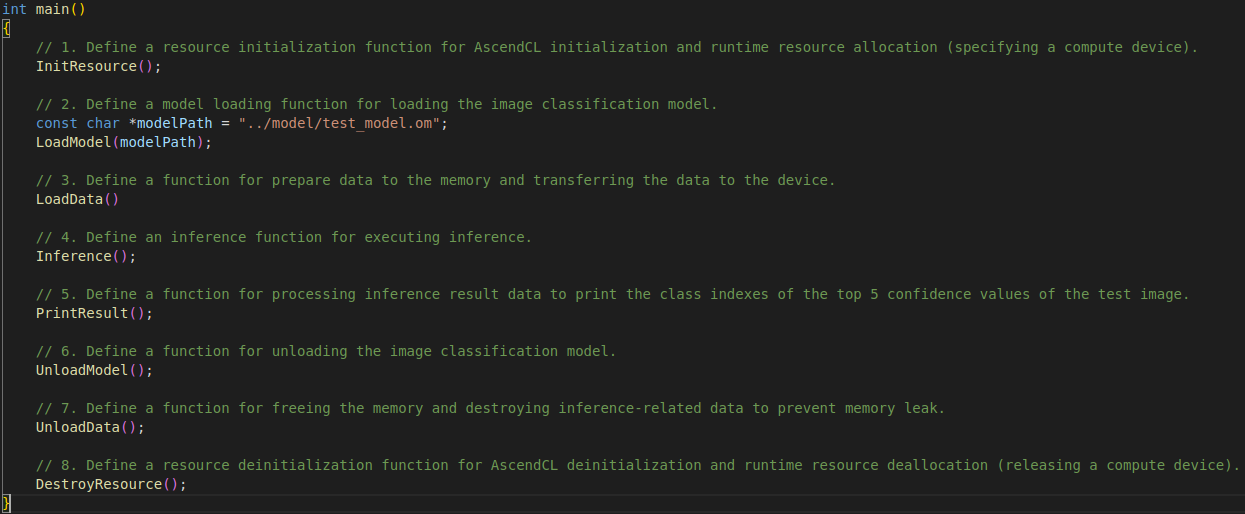 int main()
{
// 1. Define a resource initialization function for AscendCL initialization and runtime resource allocation (specifying a compute device).
InitResource();
// 2. Define a model loading function for loading the image classification model.
const char *modelPath = "../model/test_model.om";
LoadModel(modelPath);
// 3. Define a function for prepare data to the memory and transferring the data to the device.
LoadData()
// 4. Define an inference function for executing inference.
Inference();
// 5. Define a function for processing inference result data to print the class indexes of the top 5 confidence values of the test image.
PrintResult();
// 6. Define a function for unloading the image classification model.
UnloadModel();
// 7. Define a function for freeing the memory and destroying inference-related data to prevent memory leak.
UnloadData();
// 8. Define a resource deinitialization function for AscendCL deinitialization and runtime resource deallocation (releasing a compute device).
DestroyResource();
}